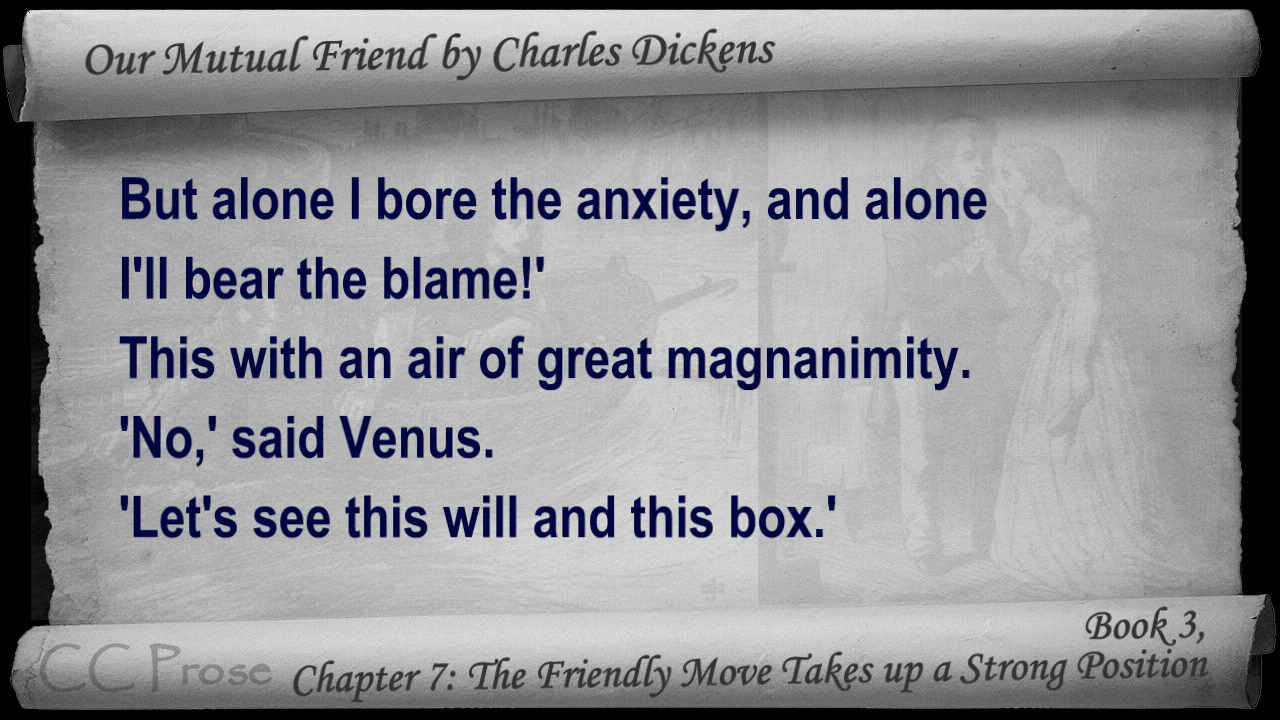 Our Mutual Friend by Charles Dickens
But alone I bore the anxiety, and alone
I'll bear the blame!'
This with an air of great magnanimity.
'No,' said Venus.
'Let's see this will and this box.'
Book 3,
CC Prose
Chapter 7: The Friendly Move Takes up a Strong Position